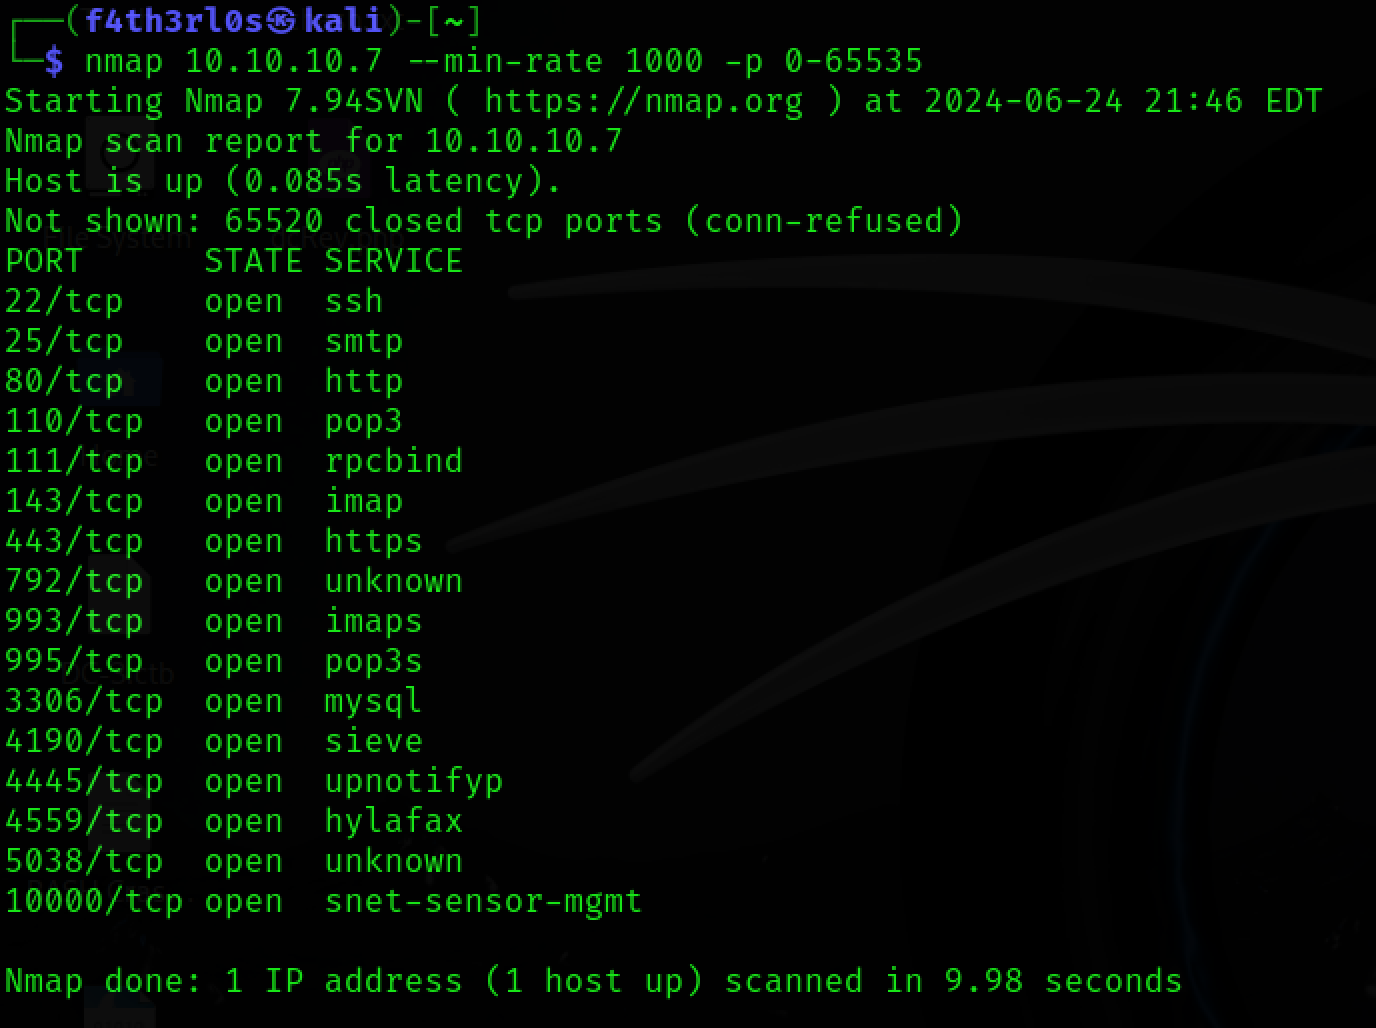 ┌──(f4th3rl0s㉿kali)-[~]
└─$ nmap 10.10.10.7 --min-rate 1000 -p 0-65535
Starting Nmap 7.94SVN ( https://nmap.org ) at 2024-06-24 21:46 EDT
Nmap scan report for 10.10.10.7
Host is up (0.085s latency).
Not shown: 65520 closed tcp ports (conn-refused)
PORT      STATE SERVICE
22/tcp    open  ssh
25/tcp    open  smtp
80/tcp    open  http
110/tcp   open  pop3
111/tcp   open  rpcbind
143/tcp   open  imap
443/tcp   open  https
792/tcp   open  unknown
993/tcp   open  imaps
995/tcp   open  pop3s
3306/tcp  open  mysql
4190/tcp  open  sieve
4445/tcp  open  upnotifyp
4559/tcp  open  hylafax
5038/tcp  open  unknown
10000/tcp open  snet-sensor-mgmt
Nmap done: 1 IP address (1 host up) scanned in 9.98 seconds